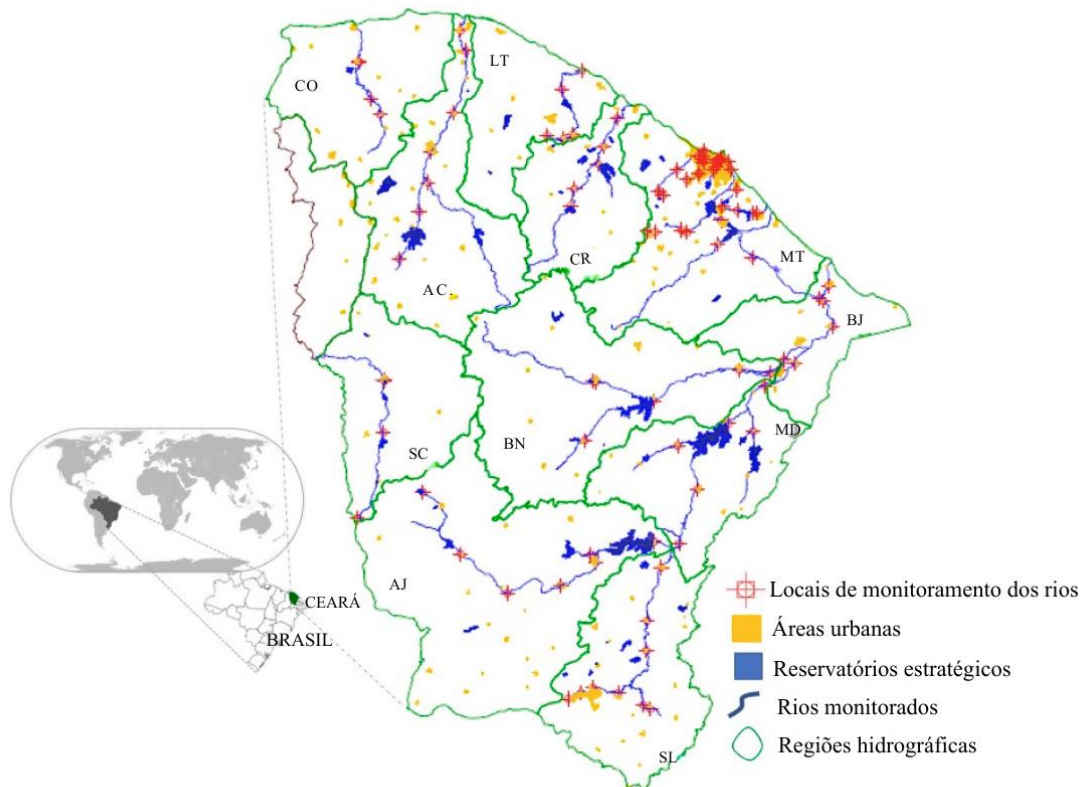 LT
CO
CR
MT
AC.
BJ
MD
BN
SC
AJ
SL
CEARÁ
BRASIL
Locais de monitoramento dos rios
Áreas urbanas
Reservatórios estratégicos
Rios monitorados
Regiões hidrográficas